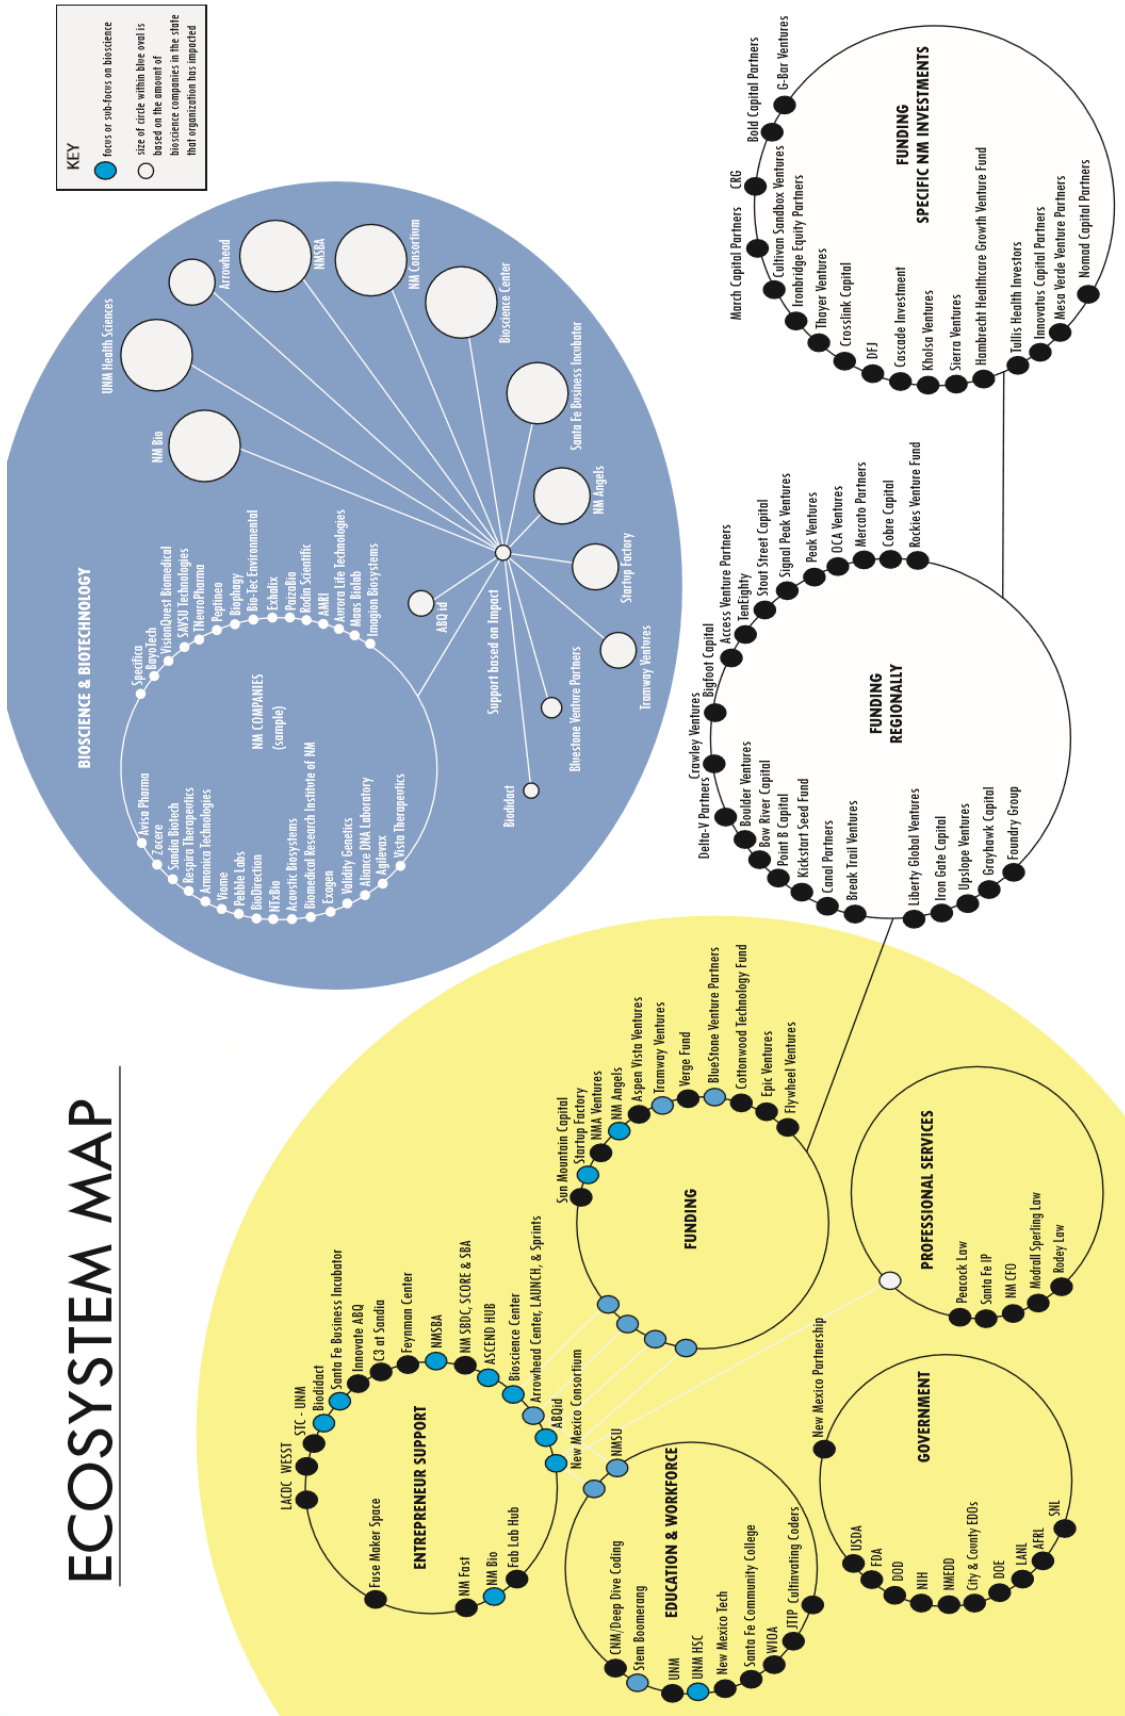 ECOSYSTEM MAP
KEY
focus or sub-focus on bioscience
size of circle within blue oval is
based on the amount of
bioscience companies in the state
that organization has impacted
BIOSCIENCE & BIOTECHNOLOGY
NM COMPANIES
(sample)
Avisa Pharma
Zocere
Sandia Biotech
Respira Therapeutics
Armonica Technologies
Viome
Pebble Labs
BioDirection
NTxBio
Acoustic Biosystems
Biomedical Research Institute of NM
Exagen
Validity Genetics
Alliance DNA Laboratory
Agilevax
Vista Therapeutics
Specifica
BayoTech
VisionQuest Biomedical
SAVSU Technologies
TNeuroPharma
Peptineo
Biophagy
Bio-Tec Environmental
Exhalix
ParzaBio
Rodin Scientific
AMRI
Aurora Life Technologies
Maas Biolab
Imagion Biosystems
Support based on Impact
NM Bio
UNM Health Sciences
Arrowhead
NMSBA
NM Consortium
Bioscience Center
Santa Fe Business Incubator
NM Angels
Startup Factory
Tramway Ventures
Bluestone Venture Partners
Biodidact
ABQid
ENTREPRENEUR SUPPORT
Fuse Maker Space
LACDC
WESST
STC - UNM
Biodidact
Santa Fe Business Incubator
Innovate ABQ
C3 at Sandia
Feynman Center
NMSBA
NM SBDC, SCORE & SBA
ASCEND HUB
Bioscience Center
Arrowhead Center, LAUNCH, & Sprints
ABQid
New Mexico Consortium
NM Fast
NM Bio
Fab Lab Hub
EDUCATION & WORKFORCE
NMSU
CNM/Deep Dive Coding
Stem Boomerang
UNM
UNM HSC
New Mexico Tech
Santa Fe Community College
WIOA
JTIP
Cultinvating Coders
FUNDING
Sun Mountain Capital
Startup Factory
NMA Ventures
NM Angels
Aspen Vista Ventures
Tramway Ventures
Verge Fund
BlueStone Venture Partners
Cottonwood Technology Fund
Epic Ventures
Flywheel Ventures
PROFESSIONAL SERVICES
Peacock Law
Santa Fe IP
NM CFO
Modrall Sperling Law
Rodey Law
GOVERNMENT
New Mexico Partnership
USDA
FDA
DOD
NIH
NMEDD
City & County EDOs
DOE
LANL
AFRL
SNL
FUNDING
REGIONALLY
Delta-V Partners
Crawley Ventures
Bigfoot Capital
Access Venture Partners
TenEighty
Stout Street Capital
Signal Peak Ventures
Peak Ventures
OCA Ventures
Mercato Partners
Cobre Capital
Rockies Venture Fund
Boulder Ventures
Bow River Capital
Point B Capital
Kickstart Seed Fund
Canal Partners
Break Trail Ventures
Liberty Global Ventures
Iron Gate Capital
Upslope Ventures
Grayhawk Capital
Foundry Group
FUNDING
SPECIFIC NM INVESTMENTS
March Capital Partners
CRG
Bold Capital Partners
G-Bar Ventures
Cultivan Sandbox Ventures
Ironbridge Equity Partners
Thayer Ventures
Crosslink Capital
DFJ
Cascade Investment
Kholsa Ventures
Sierra Ventures
Hambrecht Healthcare Growth Venture Fund
Tullis Health Investors
Innovatus Capital Partners
Mesa Verde Venture Partners
Nomad Capital Partners